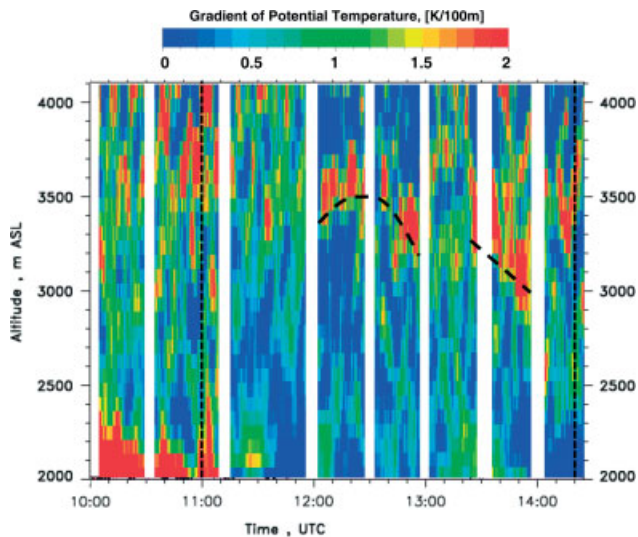 Gradient of Potential Temperature, [K/100m]
0 0.5 1 1.5 2
4000 4000
3500 3500
3000 3000
2500 2500
2000 2000
Altitude , m ASL
10:00 11:00 12:00 13:00 14:00
Time , UTC